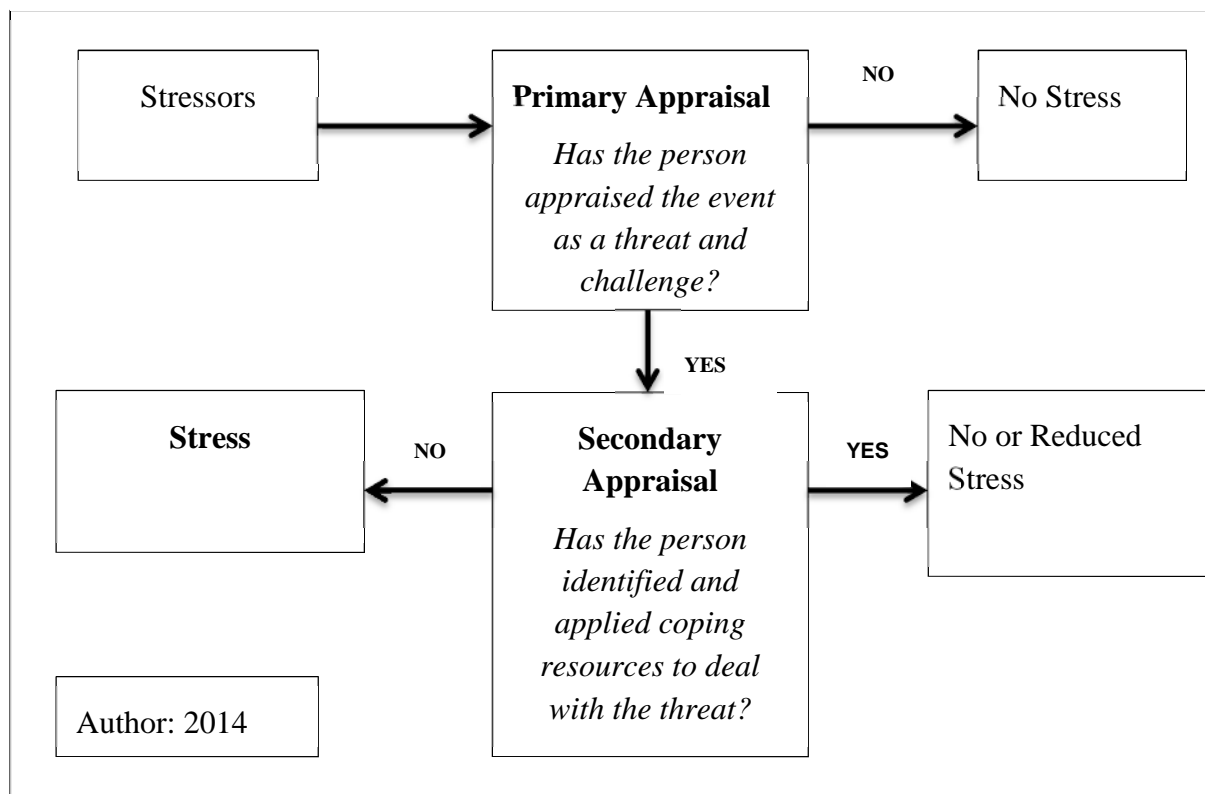 Stressors
Primary Appraisal
Has the person
appraised the event
as a threat and
challenge?
NO
No Stress
YES
Stress
NO
Secondary
Appraisal
Has the person
identified and
applied coping
resources to deal
with the threat?
YES
No or Reduced
Stress
Author: 2014